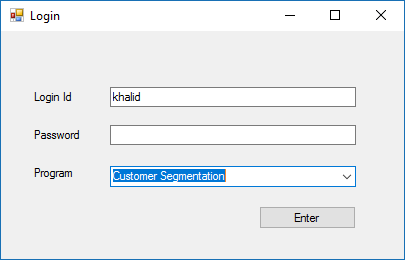 Login
Login Id khalid
Password
Program Customer Segmentation
Enter